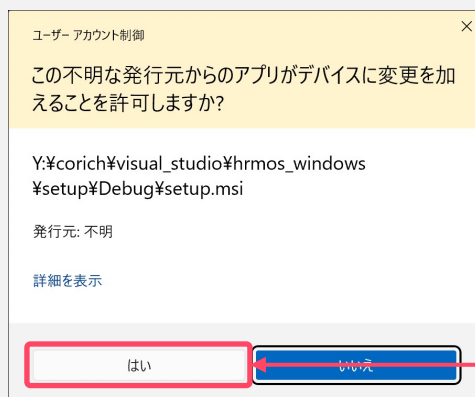 ユーザー アカウント制御
この不明な発行元からのアプリがデバイスに変更を加
えることを許可しますか?
Y:¥corich¥visual_studio¥hrmos_windows
¥setup¥Debug¥setup.msi
発行元: 不明
詳細を表示
はい
いいえ